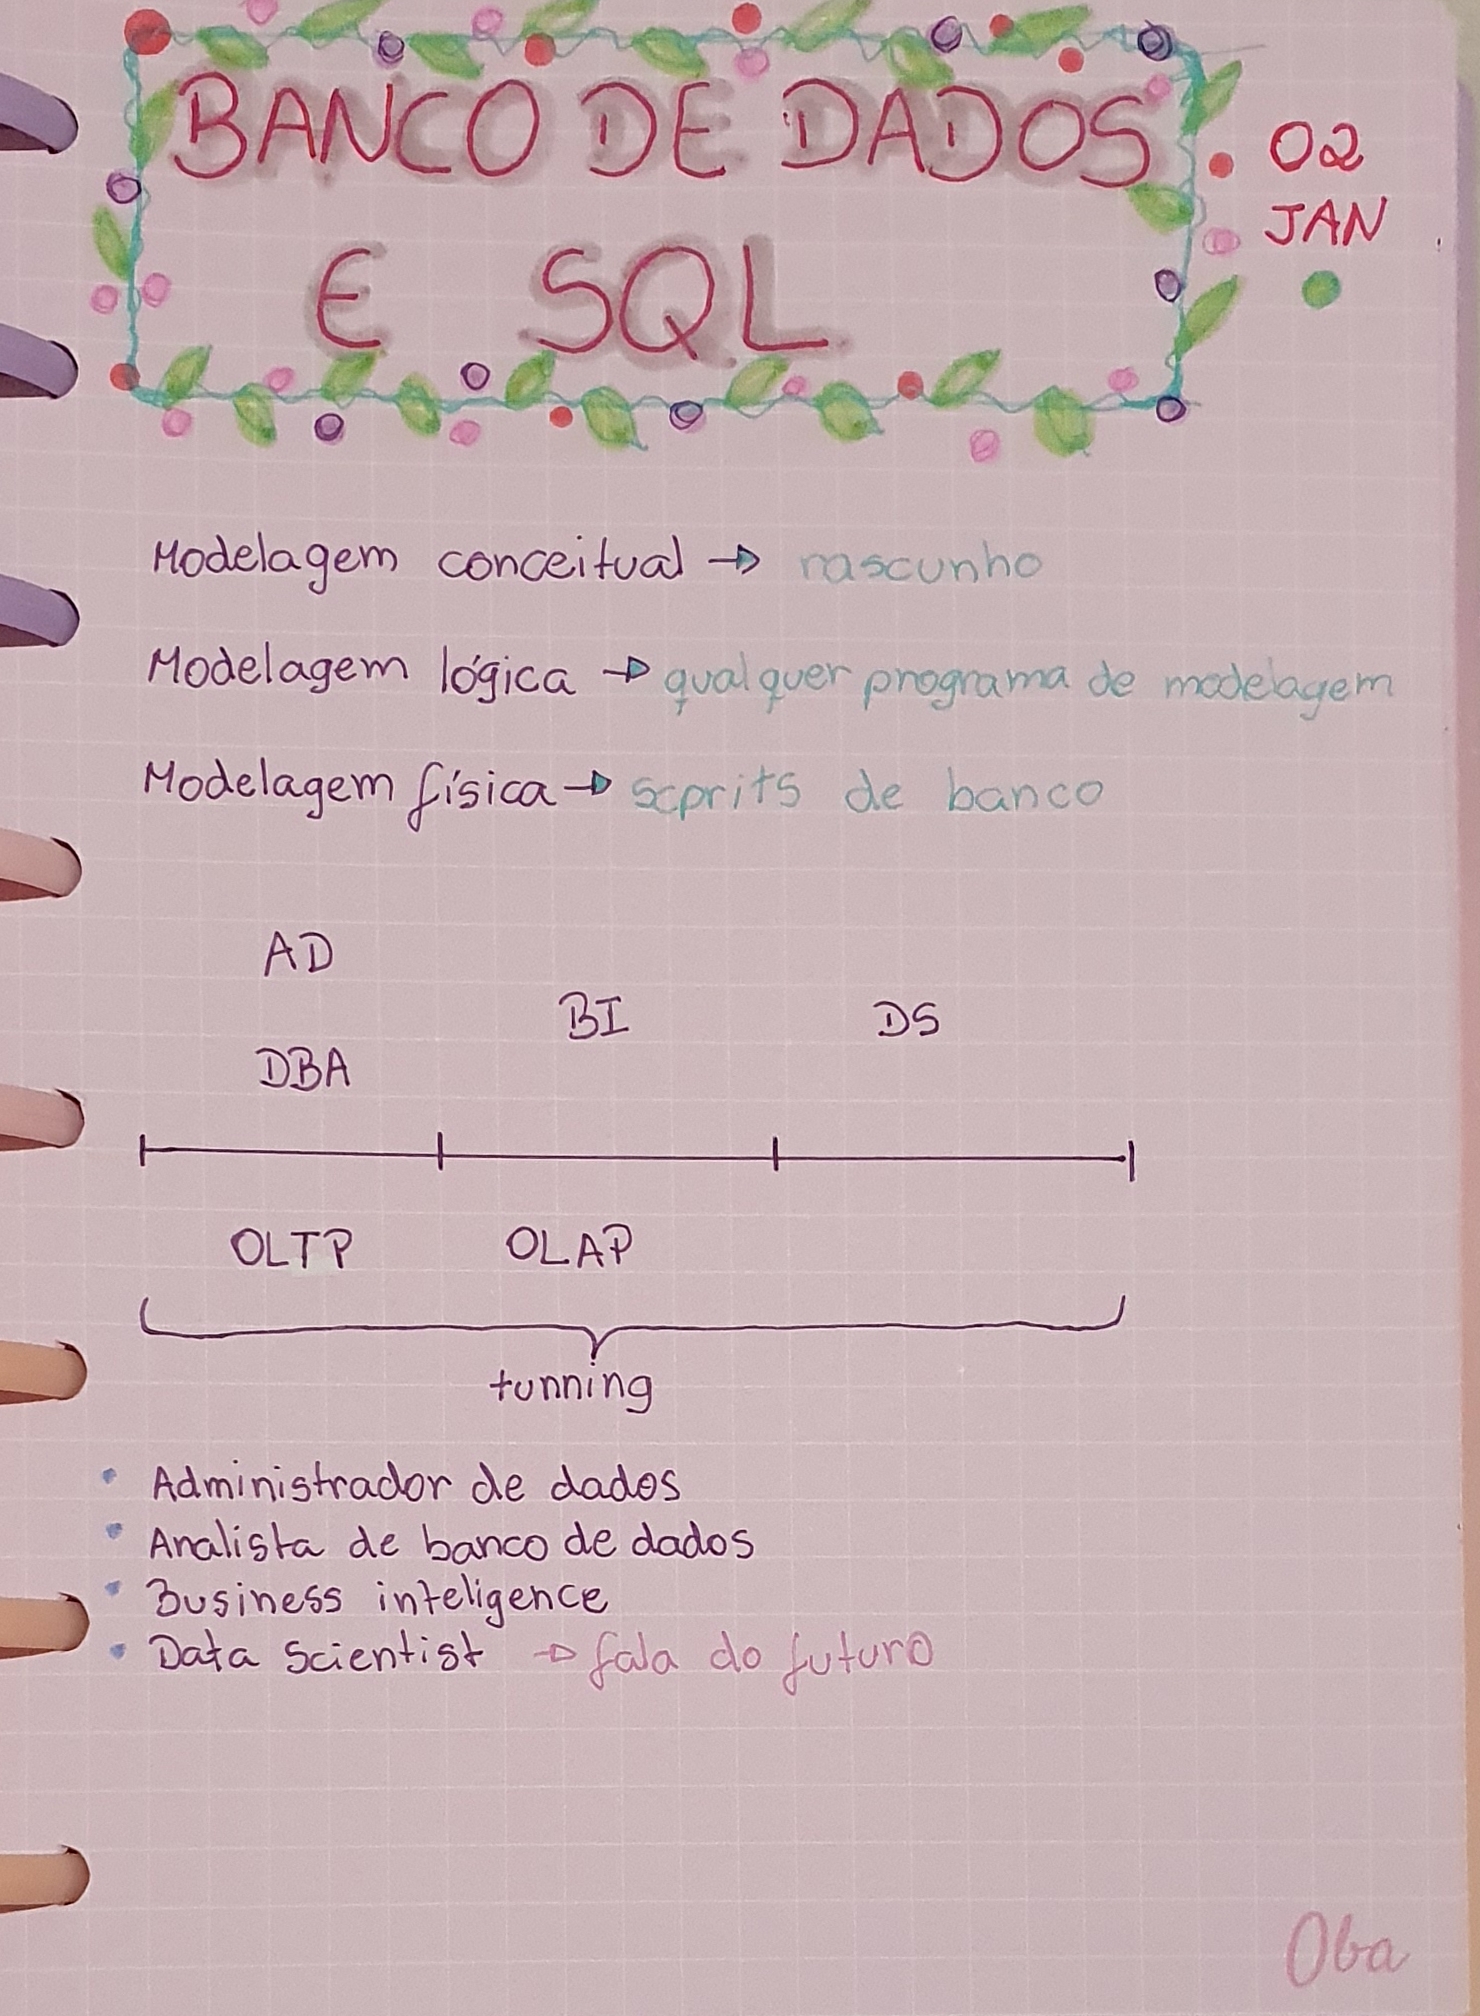 BANCO DE DADOS
E SQL
02
JAN
Modelagem conceitual → rascunho
Modelagem lógica → qualquer programa de modelagem
Modelagem física → scprits de banco
AD
BI DS
DBA
OLTP OLAP
tunning
• Administrador de dados
• Analista de banco de dados
• Business inteligence
• Data Scientist → fala do futuro
Oba